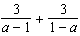 3/(a − 1) + 3/(1 − a)